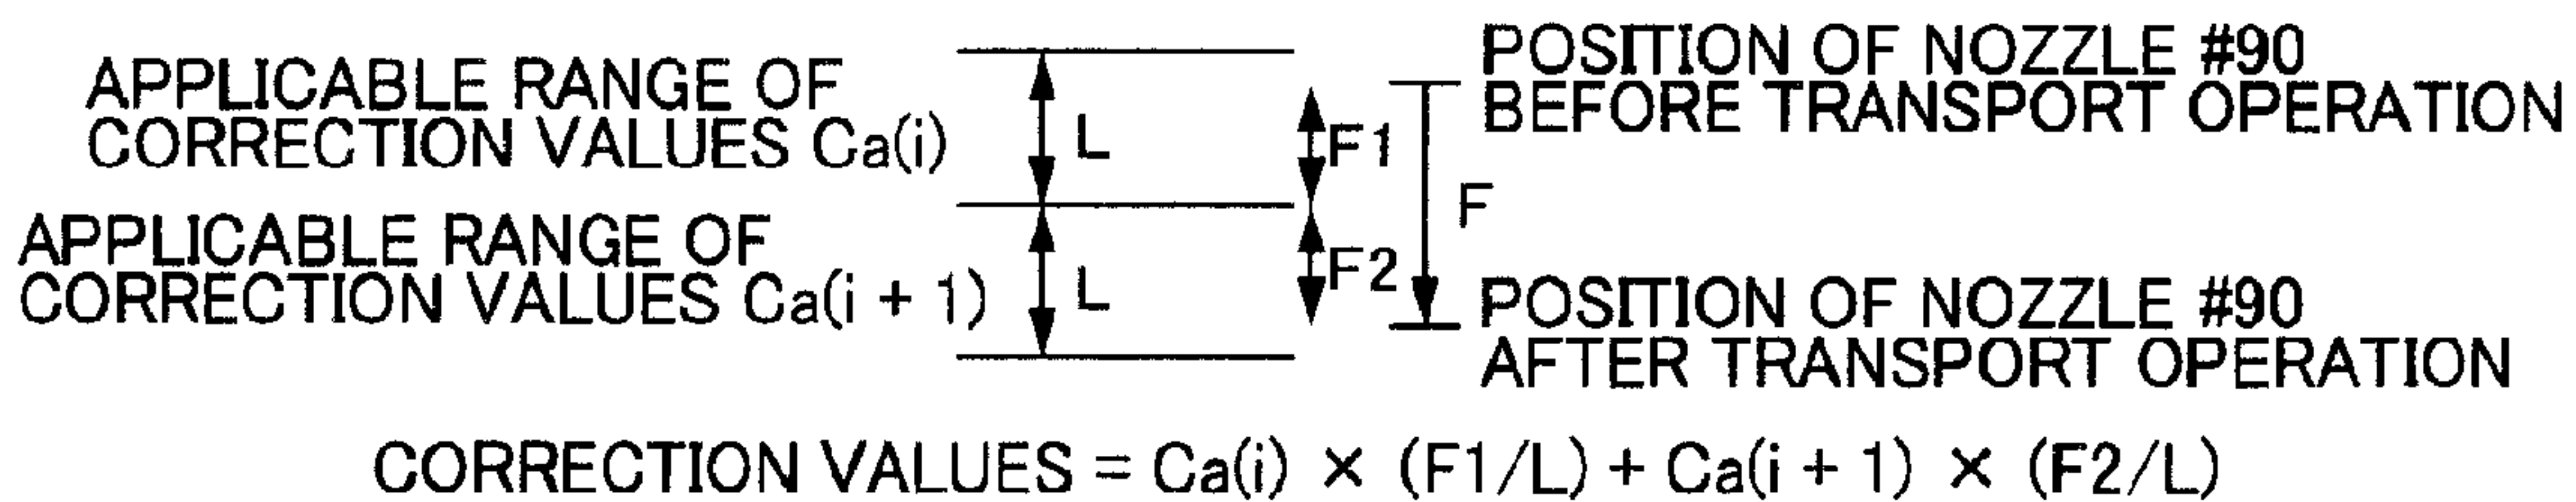 APPLICABLE RANGE OF
CORRECTION VALUES Ca(i)
L
F1
POSITION OF NOZZLE #90
BEFORE TRANSPORT OPERATION
F
APPLICABLE RANGE OF
CORRECTION VALUES Ca(i + 1)
L
F2
POSITION OF NOZZLE #90
AFTER TRANSPORT OPERATION
CORRECTION VALUES = Ca(i) × (F1/L) + Ca(i + 1) × (F2/L)